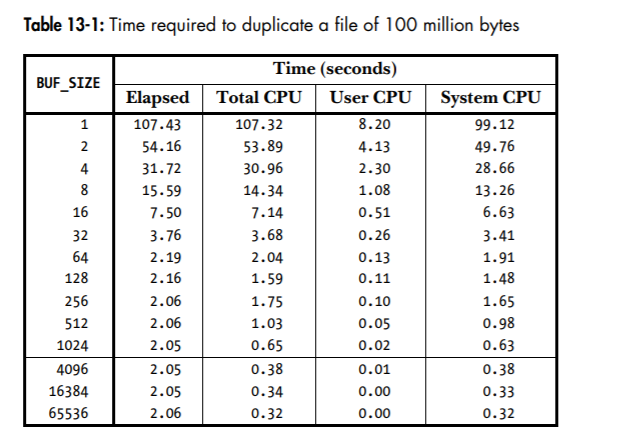 Table 13-1: Time required to duplicate a file of 100 million bytes
BUF_SIZE Time (seconds)
Elapsed Total CPU User CPU System CPU
1 107.43 107.32 8.20 99.12
2 54.16 53.89 4.13 49.76
4 31.72 30.96 2.30 28.66
8 15.59 14.34 1.08 13.26
16 7.50 7.14 0.51 6.63
32 3.76 3.68 0.26 3.41
64 2.19 2.04 0.13 1.91
128 2.16 1.59 0.11 1.48
256 2.06 1.75 0.10 1.65
512 2.06 1.03 0.05 0.98
1024 2.05 0.65 0.02 0.63
4096 2.05 0.38 0.01 0.38
16384 2.05 0.34 0.00 0.33
65536 2.06 0.32 0.00 0.32